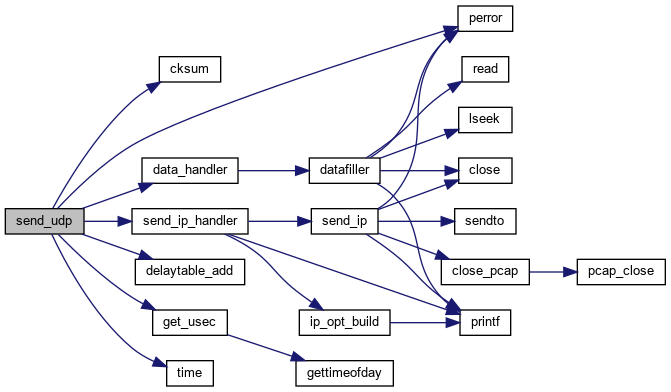 send_udp
cksum
data_handler
send_ip_handler
delaytable_add
get_usec
time
datafiller
send_ip
ip_opt_build
gettimeofday
perror
read
lseek
close
sendto
close_pcap
printf
pcap_close